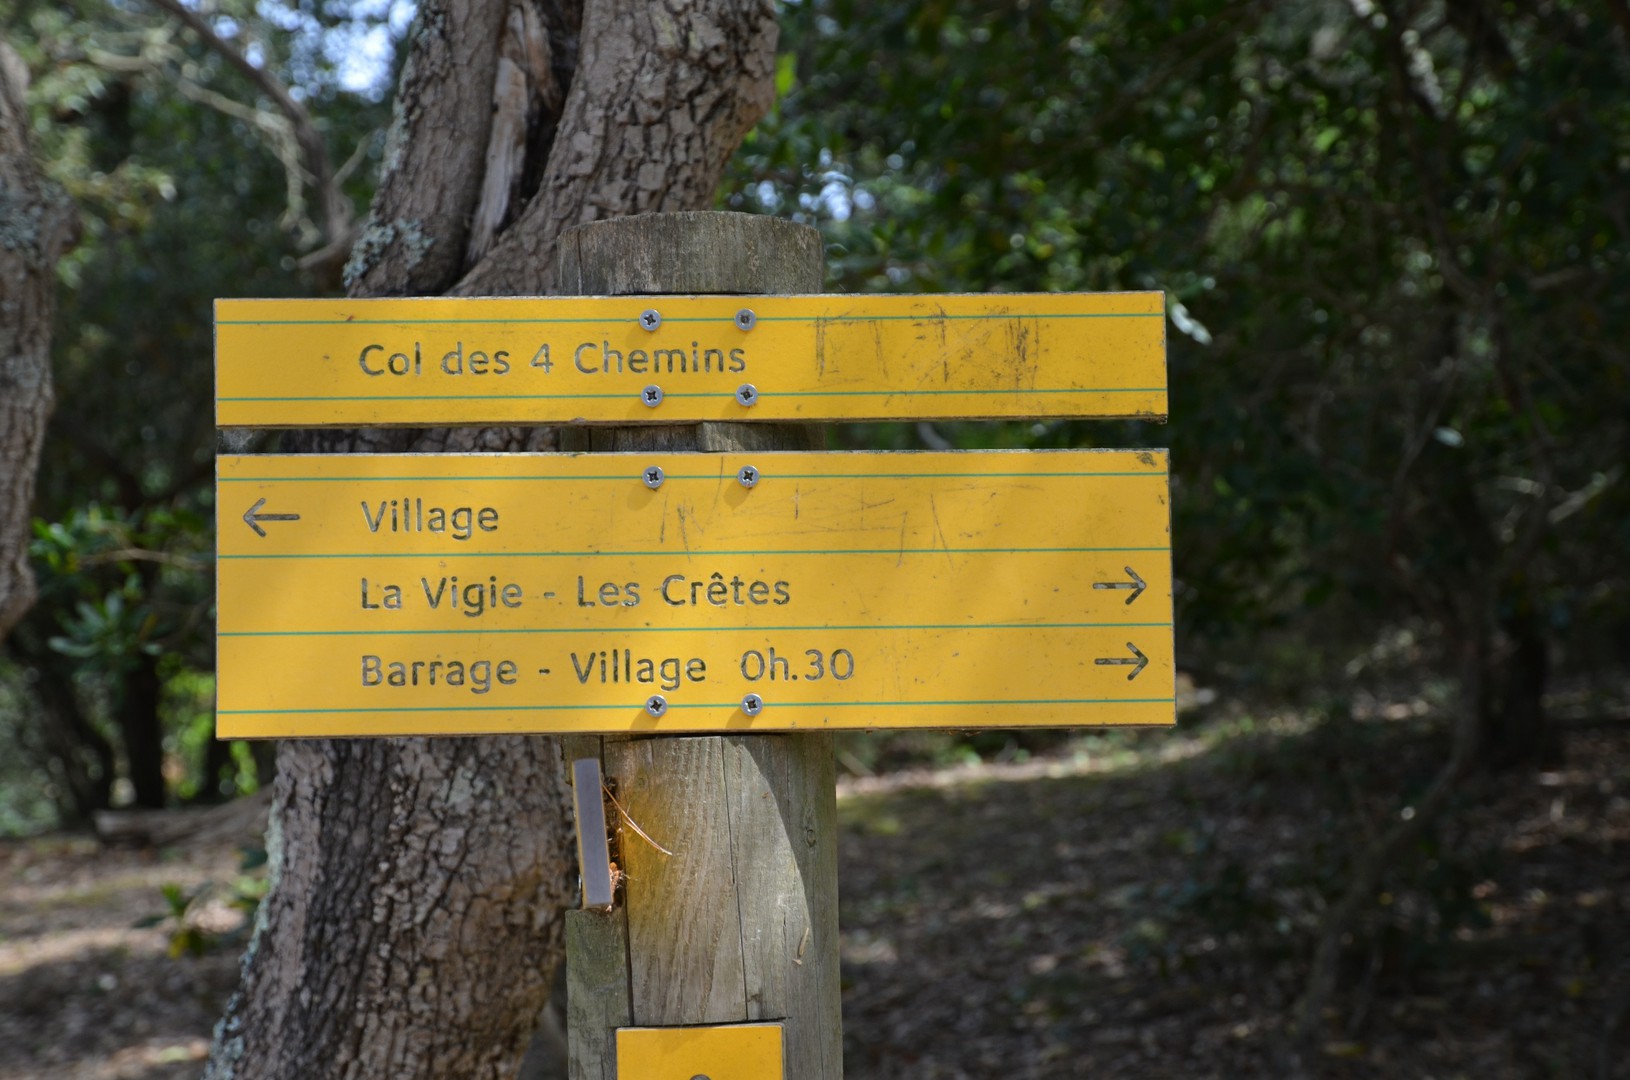 Col des 4 Chemins
← Village
La Vigie - Les Crêtes →
Barrage - Village 0h.30 →